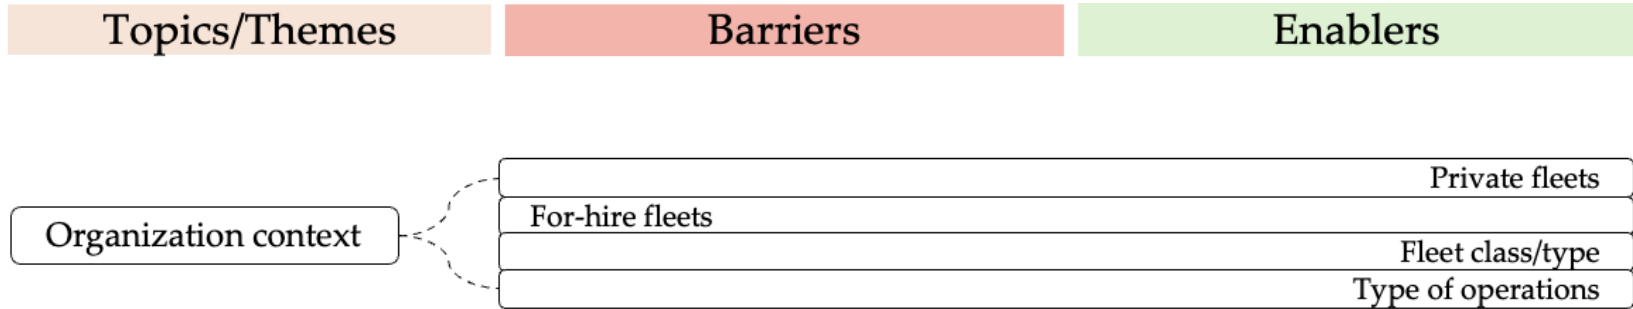 Topics/Themes Barriers Enablers
Private fleets
For-hire fleets
Organization context
Fleet class/type
Type of operations